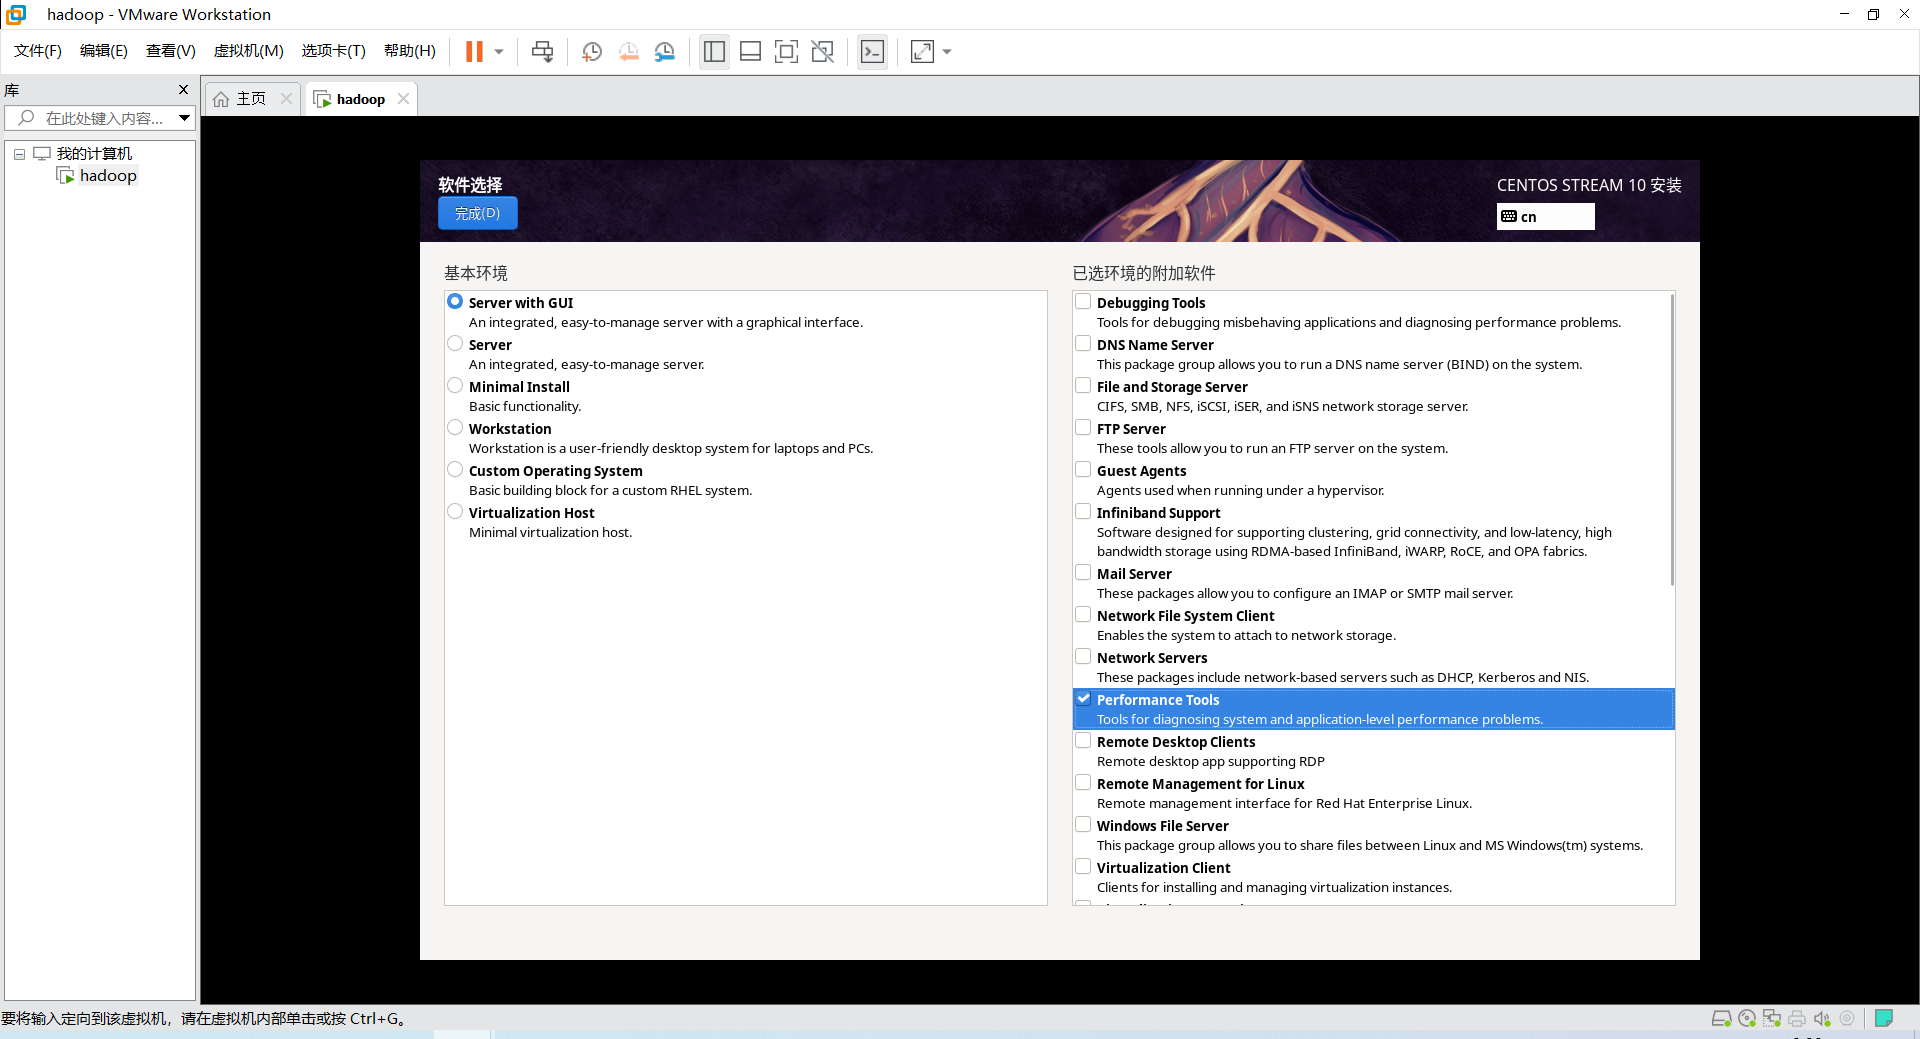 hadoop - VMware Workstation
文件(F) 编辑(E) 查看(V) 虚拟机(M) 选项卡(T) 帮助(H)
库
主页
hadoop
在此处键入内容...
我的计算机
hadoop
软件选择
完成(D)
CENTOS STREAM 10 安装
cn
基本环境
Server with GUI
An integrated, easy-to-manage server with a graphical interface.
Server
An integrated, easy-to-manage server.
Minimal Install
Basic functionality.
Workstation
Workstation is a user-friendly desktop system for laptops and PCs.
Custom Operating System
Basic building block for a custom RHEL system.
Virtualization Host
Minimal virtualization host.
已选环境的附加软件
Debugging Tools
Tools for debugging misbehaving applications and diagnosing performance problems.
DNS Name Server
This package group allows you to run a DNS name server (BIND) on the system.
File and Storage Server
CIFS, SMB, NFS, iSCSI, iSER, and iSNS network storage server.
FTP Server
These tools allow you to run an FTP server on the system.
Guest Agents
Agents used when running under a hypervisor.
Infiniband Support
Software designed for supporting clustering, grid connectivity, and low-latency, high
bandwidth storage using RDMA-based InfiniBand, iWARP, RoCE, and OPA fabrics.
Mail Server
These packages allow you to configure an IMAP or SMTP mail server.
Network File System Client
Enables the system to attach to network storage.
Network Servers
These packages include network-based servers such as DHCP, Kerberos and NIS.
Performance Tools
Tools for diagnosing system and application-level performance problems.
Remote Desktop Clients
Remote desktop app supporting RDP
Remote Management for Linux
Remote management interface for Red Hat Enterprise Linux.
Windows File Server
This package group allows you to share files between Linux and MS Windows(tm) systems.
Virtualization Client
Clients for installing and managing virtualization instances.
要将输入定向到该虚拟机，请在虚拟机内部单击或按 Ctrl+G。